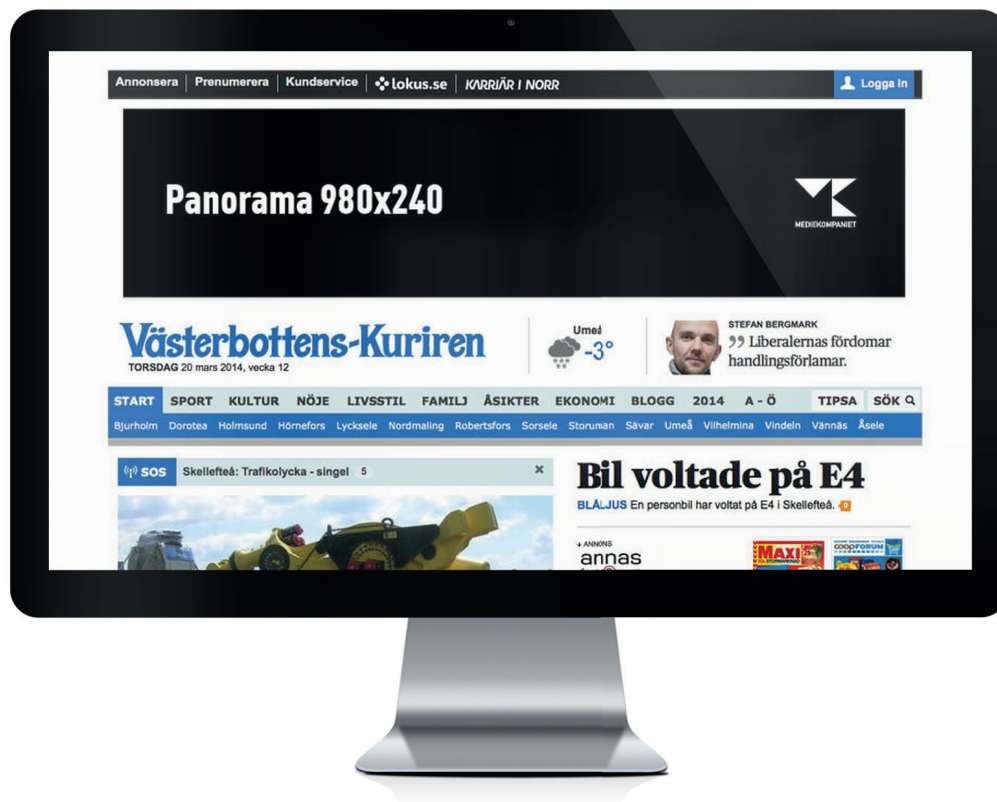 Annonsera Prenumerera Kundservice lokus.se KARRIÄR I NORR Logga In
Panorama 980x240
MEDIEKOMPANIET
Västerbottens-Kuriren
TORSDAG 20 mars 2014, vecka 12
Umeå
-3°
STEFAN BERGMARK
”Liberalernas fördomar
handlingsförlamar.
START SPORT KULTUR NÖJE LIVSSTIL FAMILJ ÅSIKTER EKONOMI BLOGG 2014 A - Ö TIPSA SÖK
Bjurholm Dorotea Holmsund Hörnefors Lycksele Nordmaling Robertsfors Sorsele Storuman Sävar Umeå Vilhelmina Vindeln Vännäs Åsele
SOS Skellefteå: Trafikolycka - singel 5 ×
Bil voltade på E4
BLÅLJUS En personbil har voltat på E4 i Skellefteå. 0
+ ANNONS
annas
MAXI
COOP FORUM